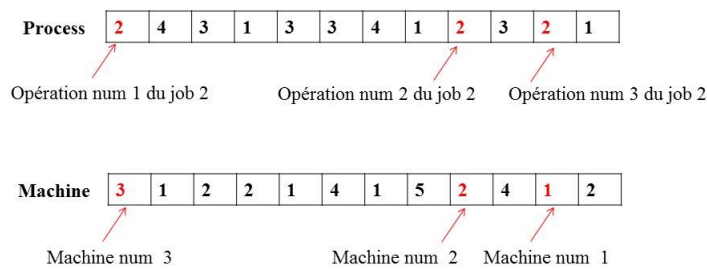 Process 2 4 3 1 3 3 4 1 2 3 2 1
Opération num 1 du job 2 Opération num 2 du job 2 Opération num 3 du job 2
Machine 3 1 2 2 1 4 1 5 2 4 1 2
Machine num 3 Machine num 2 Machine num 1